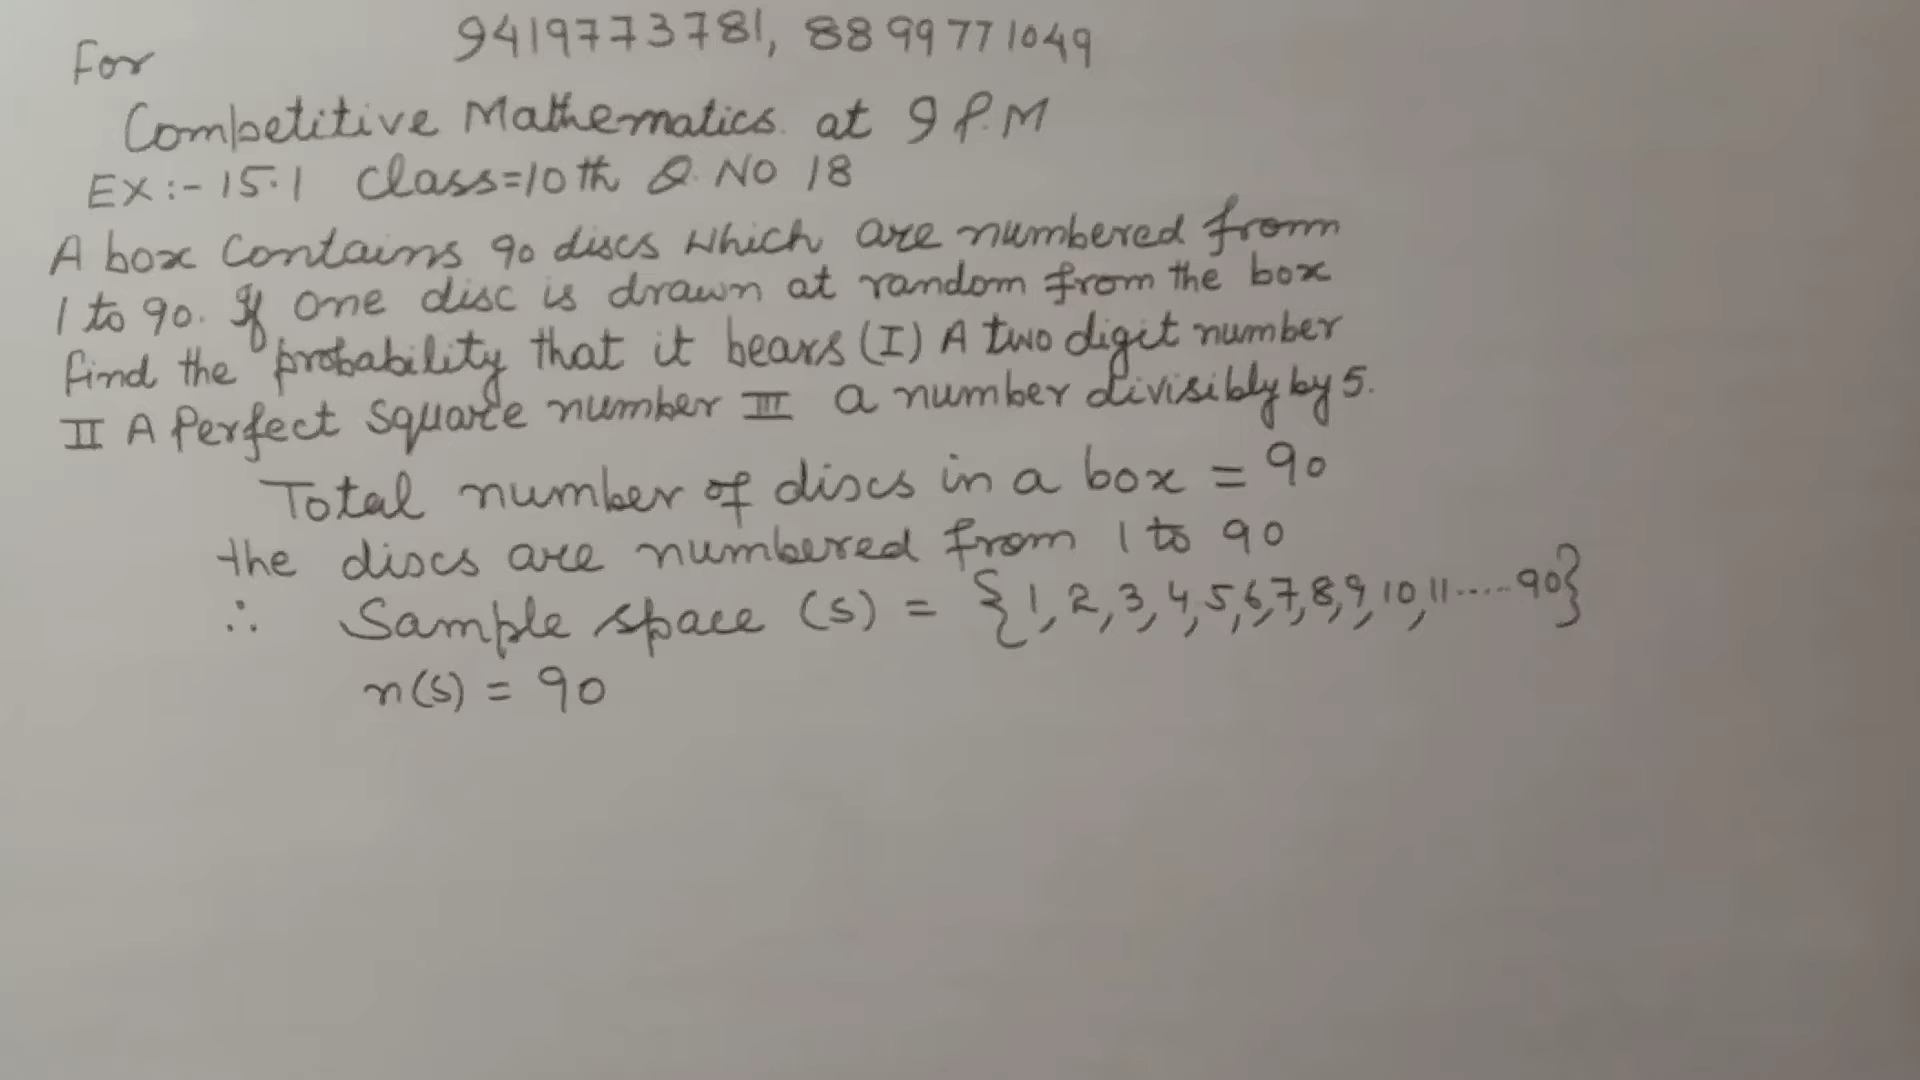 9419773781, 8899771049
For
Competitive Mathematics. at 9 P.M
EX:- 15.1 Class=10th Q. NO 18
A box contains 90 discs which are numbered from
1 to 90. If one disc is drawn at random from the box
find the probability that it bears (I) A two digit number
II A Perfect square number III a number divisibly by 5.
Total number of discs in a box = 90
the discs are numbered from 1 to 90
∴ Sample space (S) = {1, 2, 3, 4, 5, 6, 7, 8, 9, 10, 11.....90}
n(S) = 90